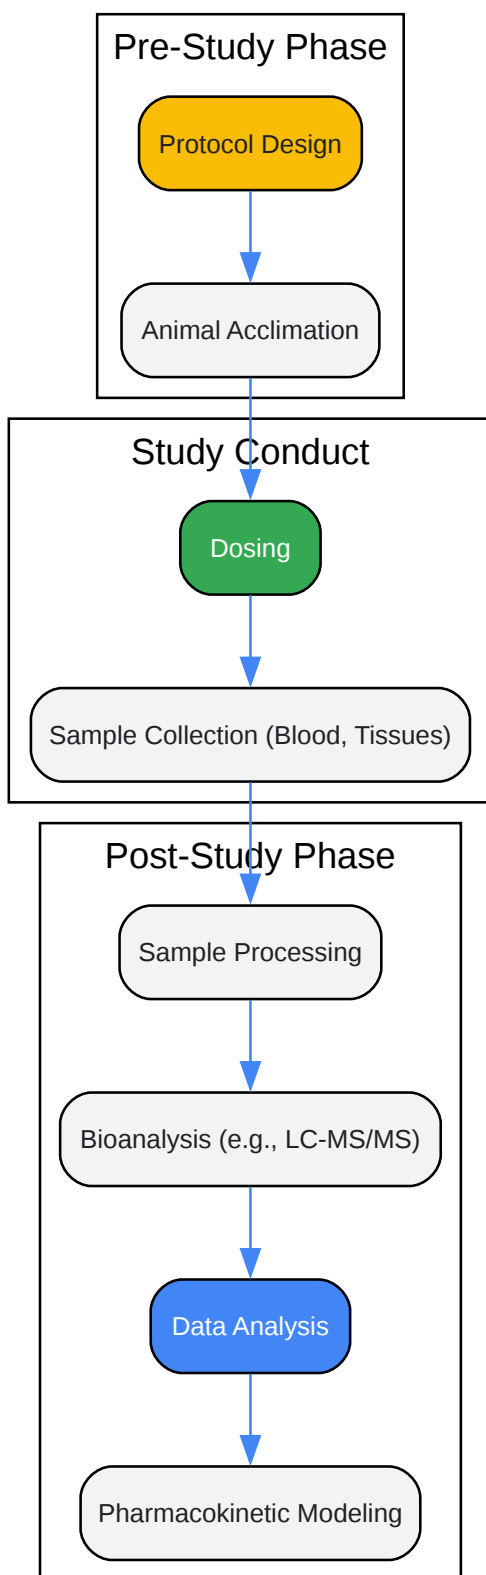 Pre-Study Phase
Protocol Design
Animal Acclimation
Study Conduct
Dosing
Sample Collection (Blood, Tissues)
Post-Study Phase
Sample Processing
Bioanalysis (e.g., LC-MS/MS)
Data Analysis
Pharmacokinetic Modeling